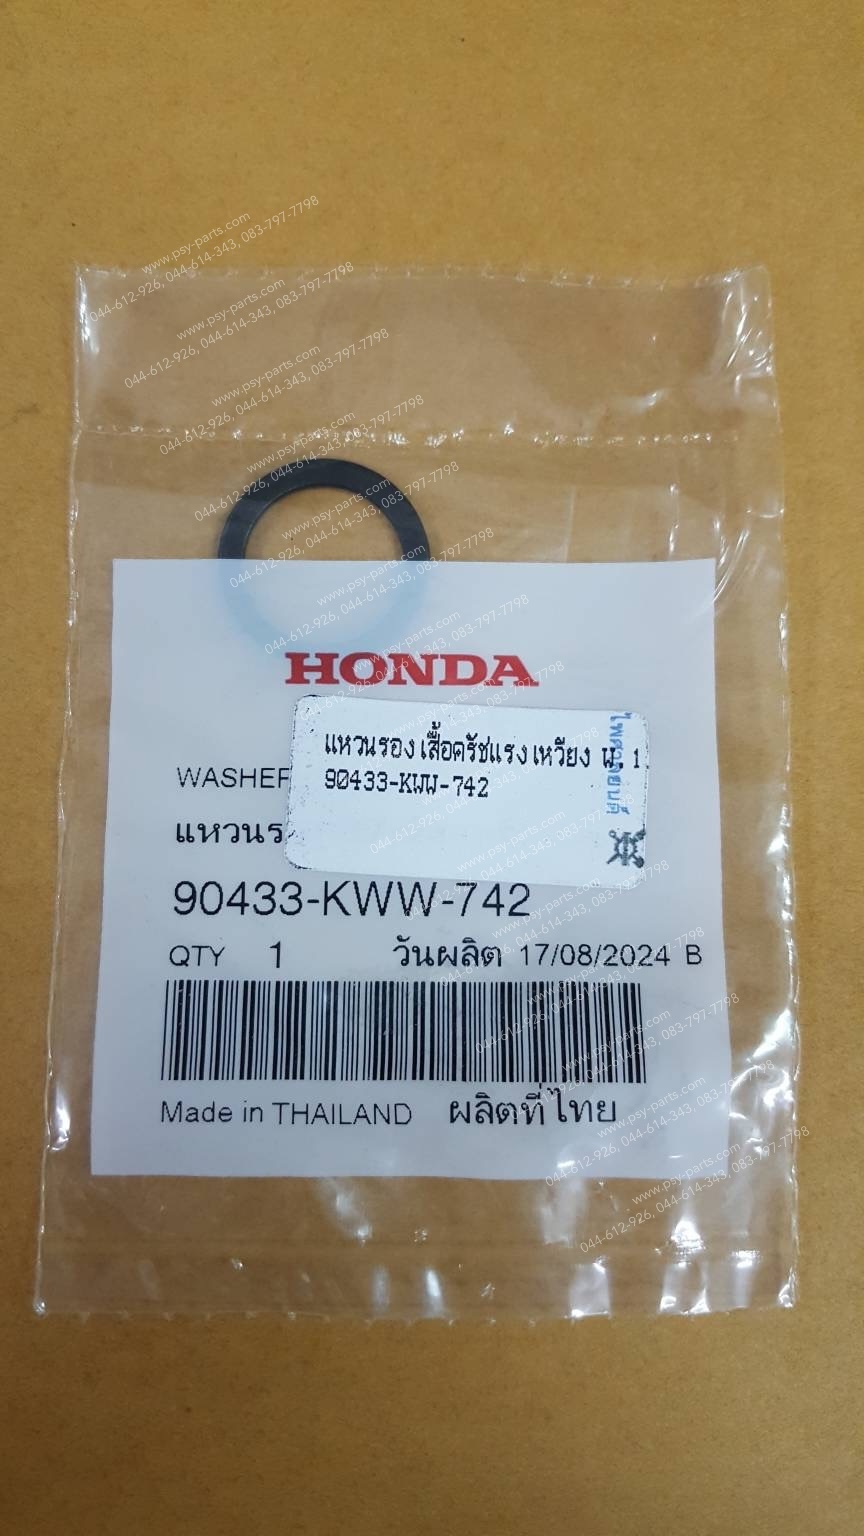 HONDA
แหวนรองเสื้อครัชแรงเหวี่ยง
90433-KWW-742
WASHER
แหวนร
90433-KWW-742
QTY 1 วันผลิต 17/08/2024 B
Made in THAILAND ผลิตที่ไทย
www.psy-parts.com
044-612-926, 044-614-343, 083-797-7798